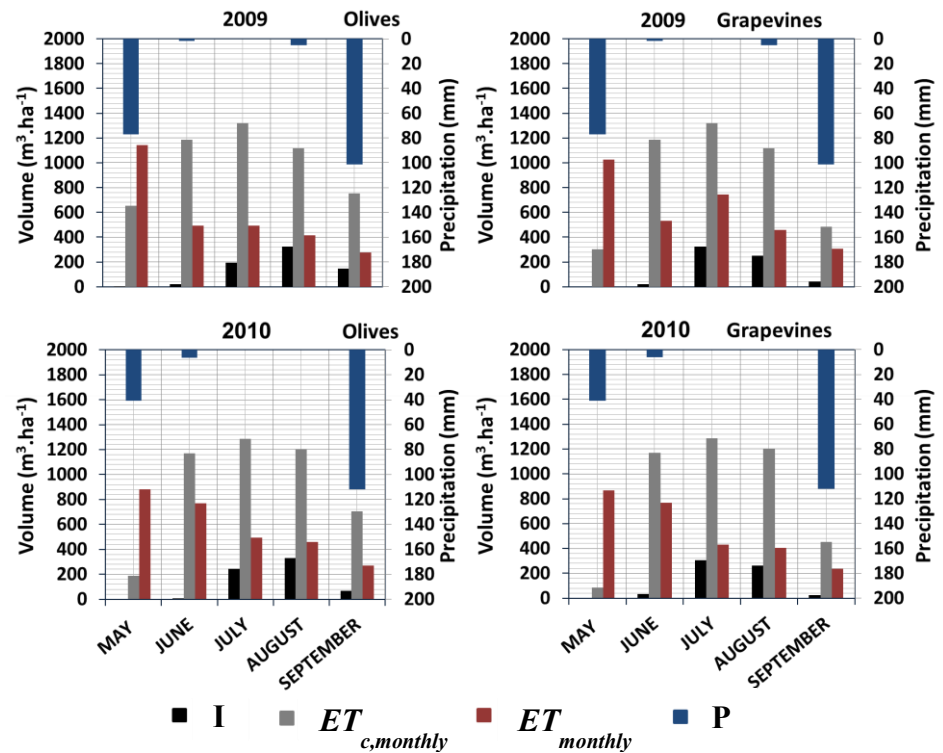 2009 Olives
2000 0
1800 20
1600 40
1400 60
1200 80
1000 100
800 120
600 140
400 160
200 180
0 200
Volume (m³.ha⁻¹)
Precipitation (mm)
2009 Grapevines
2000 0
1800 20
1600 40
1400 60
1200 80
1000 100
800 120
600 140
400 160
200 180
0 200
Volume (m³.ha⁻¹)
Precipitation (mm)
2010 Olives
2000 0
1800 20
1600 40
1400 60
1200 80
1000 100
800 120
600 140
400 160
200 180
0 200
Volume (m³.ha⁻¹)
Precipitation (mm)
MAY
JUNE
JULY
AUGUST
SEPTEMBER
2010 Grapevines
2000 0
1800 20
1600 40
1400 60
1200 80
1000 100
800 120
600 140
400 160
200 180
0 200
Volume (m³.ha⁻¹)
Precipitation (mm)
MAY
JUNE
JULY
AUGUST
SEPTEMBER
I ET c,monthly ET monthly P